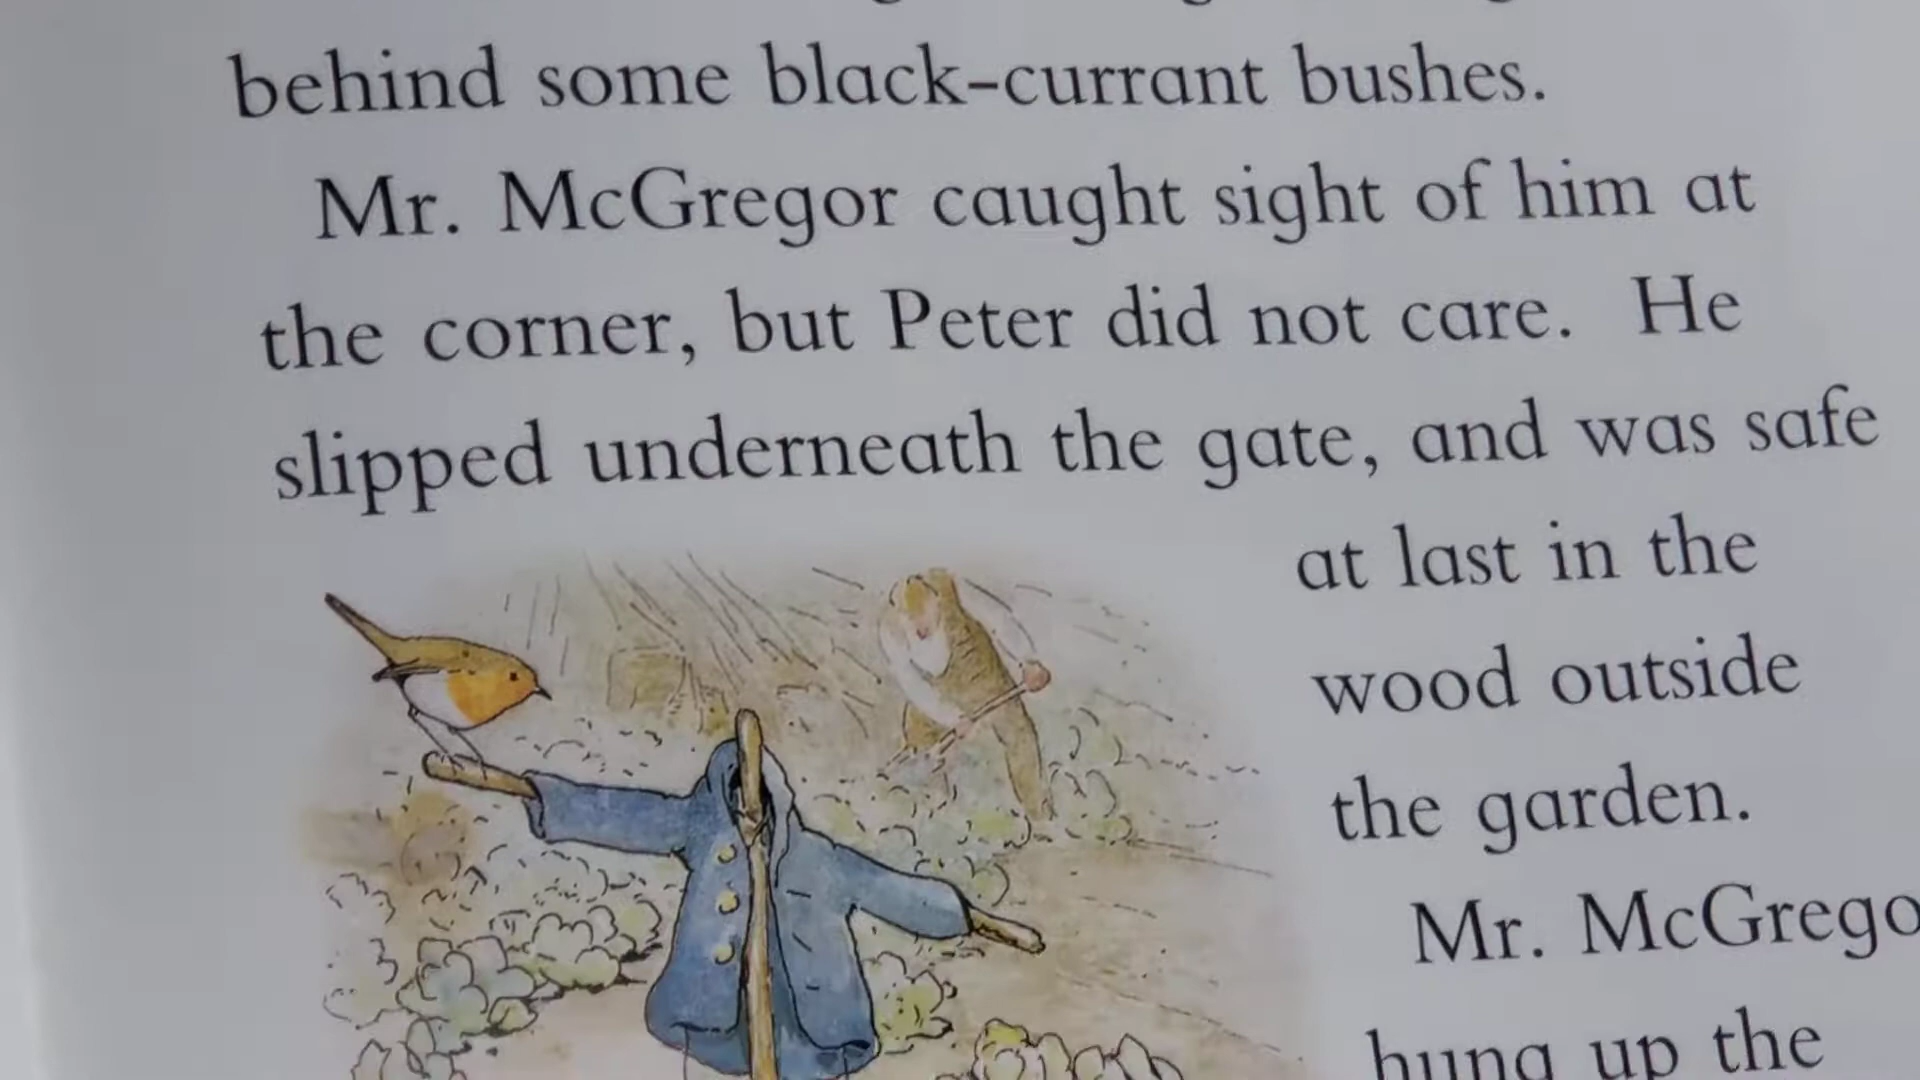 behind some black-currant bushes.
Mr. McGregor caught sight of him at
the corner, but Peter did not care. He
slipped underneath the gate, and was safe
at last in the
wood outside
the garden.
Mr. McGrego
hung up the